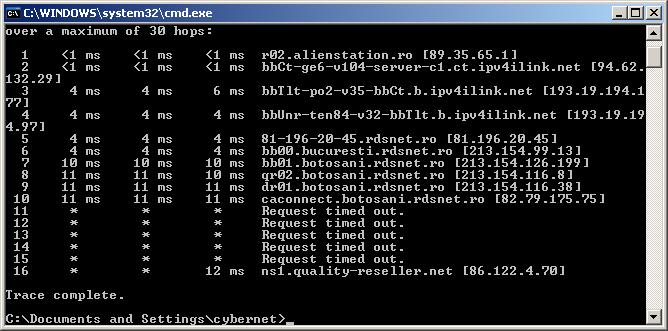 C:\WINDOWS\system32\cmd.exe
over a maximum of 30 hops:
1 <1 ms <1 ms <1 ms r02.alienstation.ro [89.35.65.1]
2 <1 ms <1 ms <1 ms bbCt-ge6-v104-server-c1.ct.ipv4ilink.net [94.62.
132.29]
3 4 ms 4 ms 6 ms bbTlt-po2-v35-bbCt.b.ipv4ilink.net [193.19.194.1
77]
4 4 ms 4 ms 4 ms bbUnr-ten84-v32-bbTlt.b.ipv4ilink.net [193.19.19
4.97]
5 4 ms 4 ms 4 ms 81-196-20-45.rdsnet.ro [81.196.20.45]
6 4 ms 4 ms 4 ms bb00.bucuresti.rdsnet.ro [213.154.99.13]
7 10 ms 10 ms 10 ms bb01.botosani.rdsnet.ro [213.154.126.199]
8 11 ms 11 ms 10 ms qr02.botosani.rdsnet.ro [213.154.116.8]
9 11 ms 11 ms 11 ms dr01.botosani.rdsnet.ro [213.154.116.38]
10 11 ms 11 ms 11 ms caconnect.botosani.rdsnet.ro [82.79.175.75]
11 * * * Request timed out.
12 * * * Request timed out.
13 * * * Request timed out.
14 * * * Request timed out.
15 * * * Request timed out.
16 * * 12 ms ns1.quality-reseller.net [86.122.4.70]
Trace complete.
C:\Documents and Settings\cybernet>_